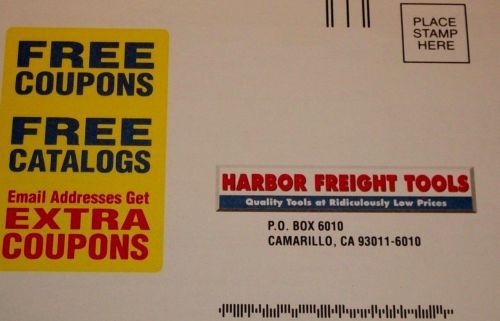 FREE
COUPONS
FREE
CATALOGS
Email Addresses Get
EXTRA
COUPONS
PLACE
STAMP
HERE
HARBOR FREIGHT TOOLS
Quality Tools at Ridiculously Low Prices
P.O. BOX 6010
CAMARILLO, CA 93011-6010